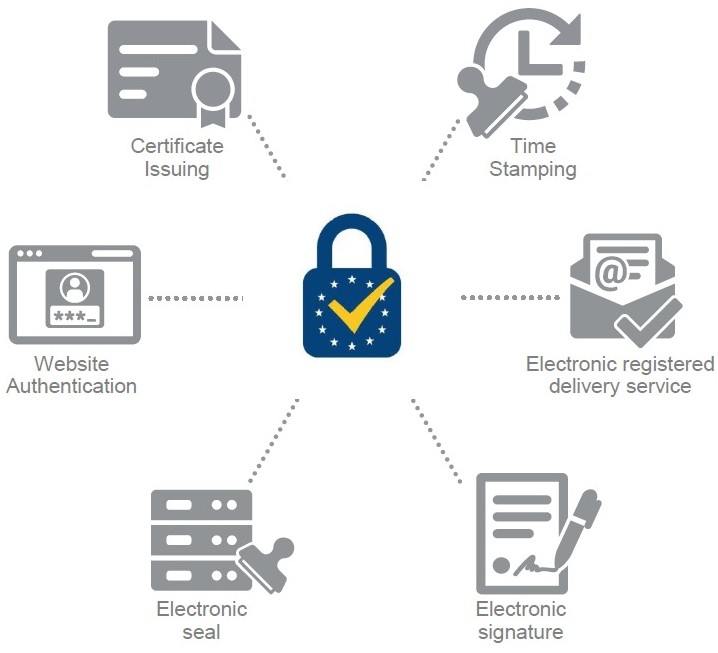 Certificate
Issuing
Time
Stamping
@
Website
Authentication
***_
Electronic registered
delivery service
Electronic
seal
Electronic
signature